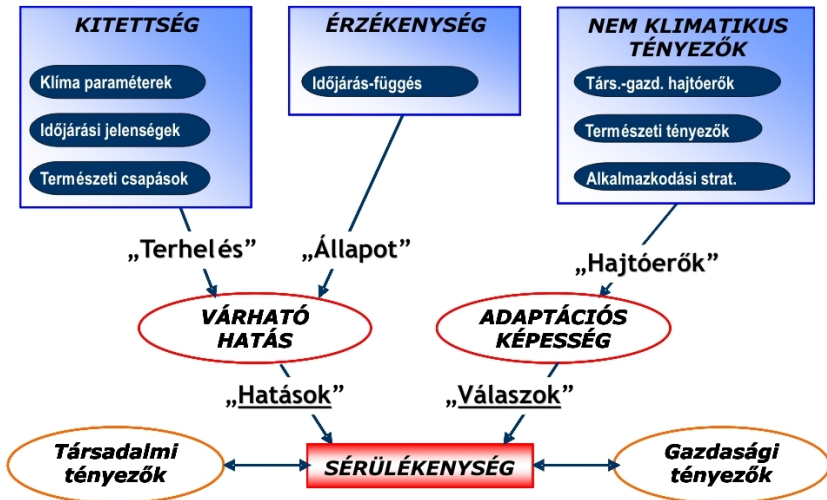 KITETTSÉG
Klíma paraméterek
Időjárási jelenségek
Természeti csapások
ÉRZÉKENYSÉG
Időjárás-függés
NEM KLIMATIKUS
TÉNYEZŐK
Társ.-gazd. hajtóerők
Természeti tényezők
Alkalmazkodási strat.
„Terhelés”
„Állapot”
„Hajtóerők”
VÁRHATÓ
HATÁS
ADAPTÁCIÓS
KÉPESSÉG
„Hatások”
„Válaszok”
Társadalmi
tényezők
SÉRÜLÉKENYSÉG
Gazdasági
tényezők